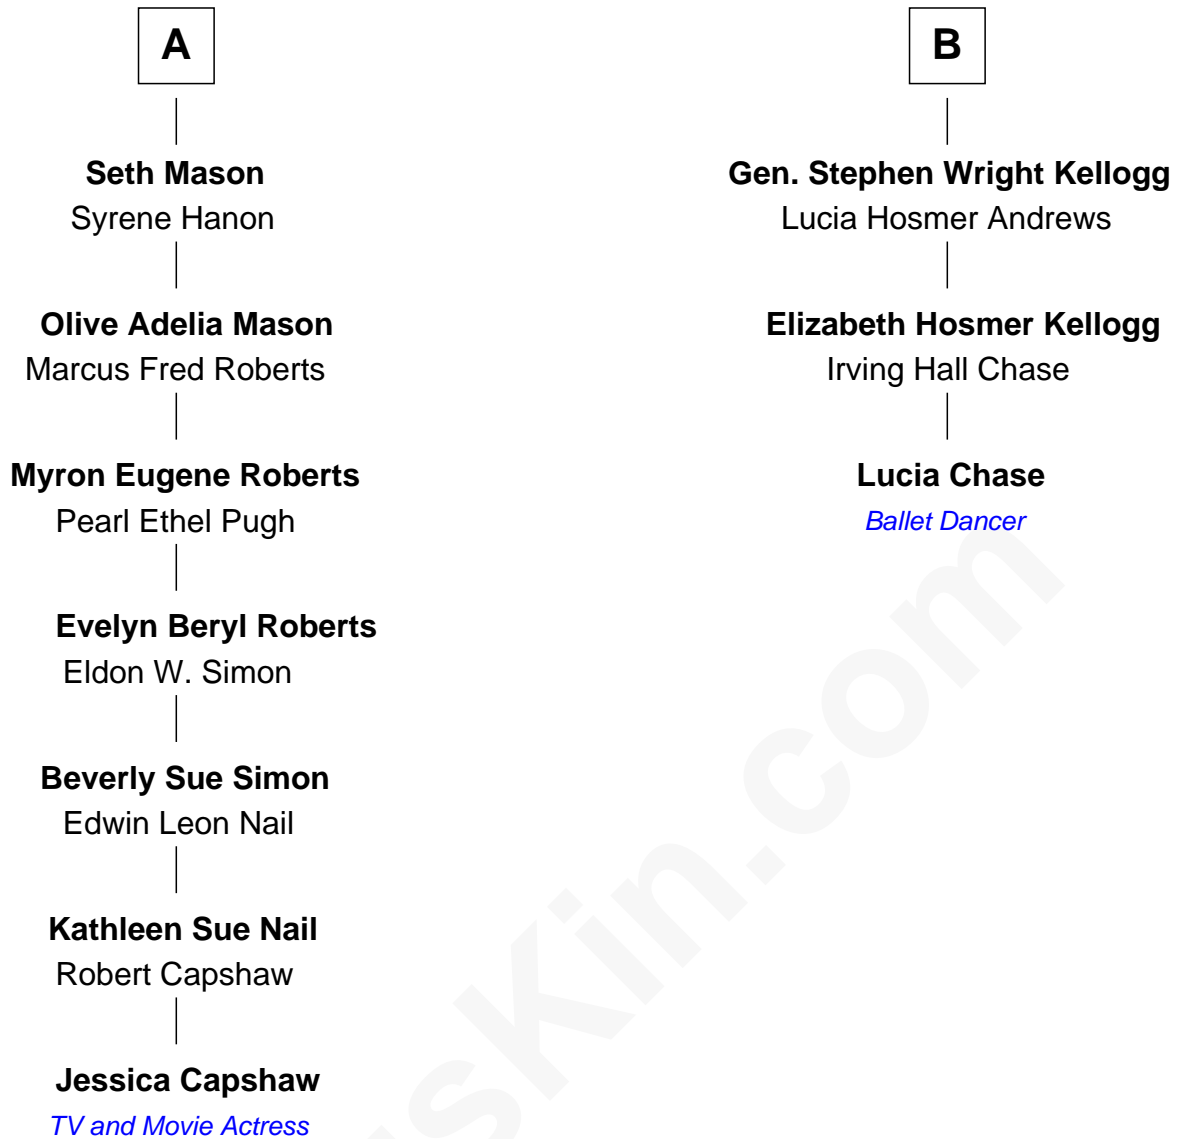 A
Seth Mason
Syrene Hanon
Olive Adelia Mason
Marcus Fred Roberts
Myron Eugene Roberts
Pearl Ethel Pugh
Evelyn Beryl Roberts
Eldon W. Simon
Beverly Sue Simon
Edwin Leon Nail
Kathleen Sue Nail
Robert Capshaw
Jessica Capshaw
TV and Movie Actress
B
Gen. Stephen Wright Kellogg
Lucia Hosmer Andrews
Elizabeth Hosmer Kellogg
Irving Hall Chase
Lucia Chase
Ballet Dancer
sKin.com